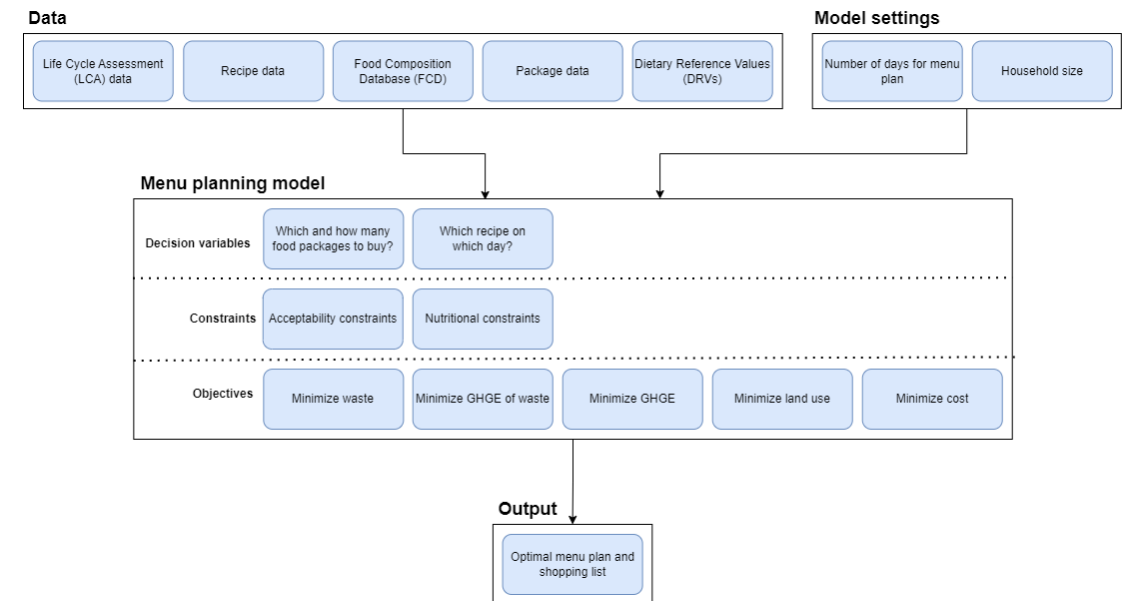 Data
Life Cycle Assessment
(LCA) data
Recipe data
Food Composition
Database (FCD)
Package data
Dietary Reference Values
(DRVs)
Model settings
Number of days for menu
plan
Household size
Menu planning model
Decision variables
Which and how many
food packages to buy?
Which recipe on
which day?
Constraints
Acceptability constraints
Nutritional constraints
Objectives
Minimize waste
Minimize GHGE of waste
Minimize GHGE
Minimize land use
Minimize cost
Output
Optimal menu plan and
shopping list